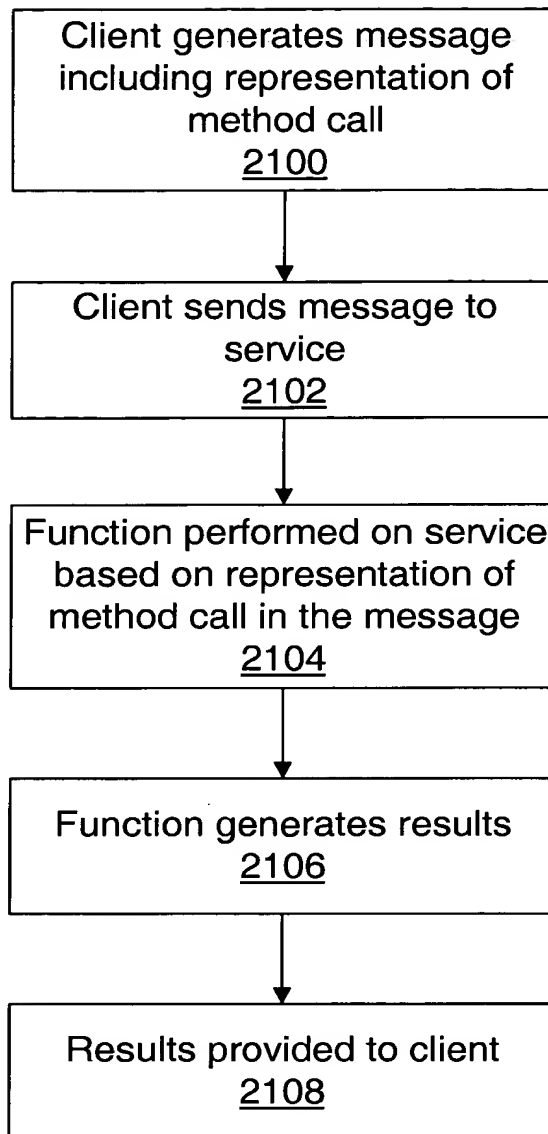 Client generates message
including representation of
method call
2100
Client sends message to
service
2102
Function performed on service
based on representation of
method call in the message
2104
Function generates results
2106
Results provided to client
2108